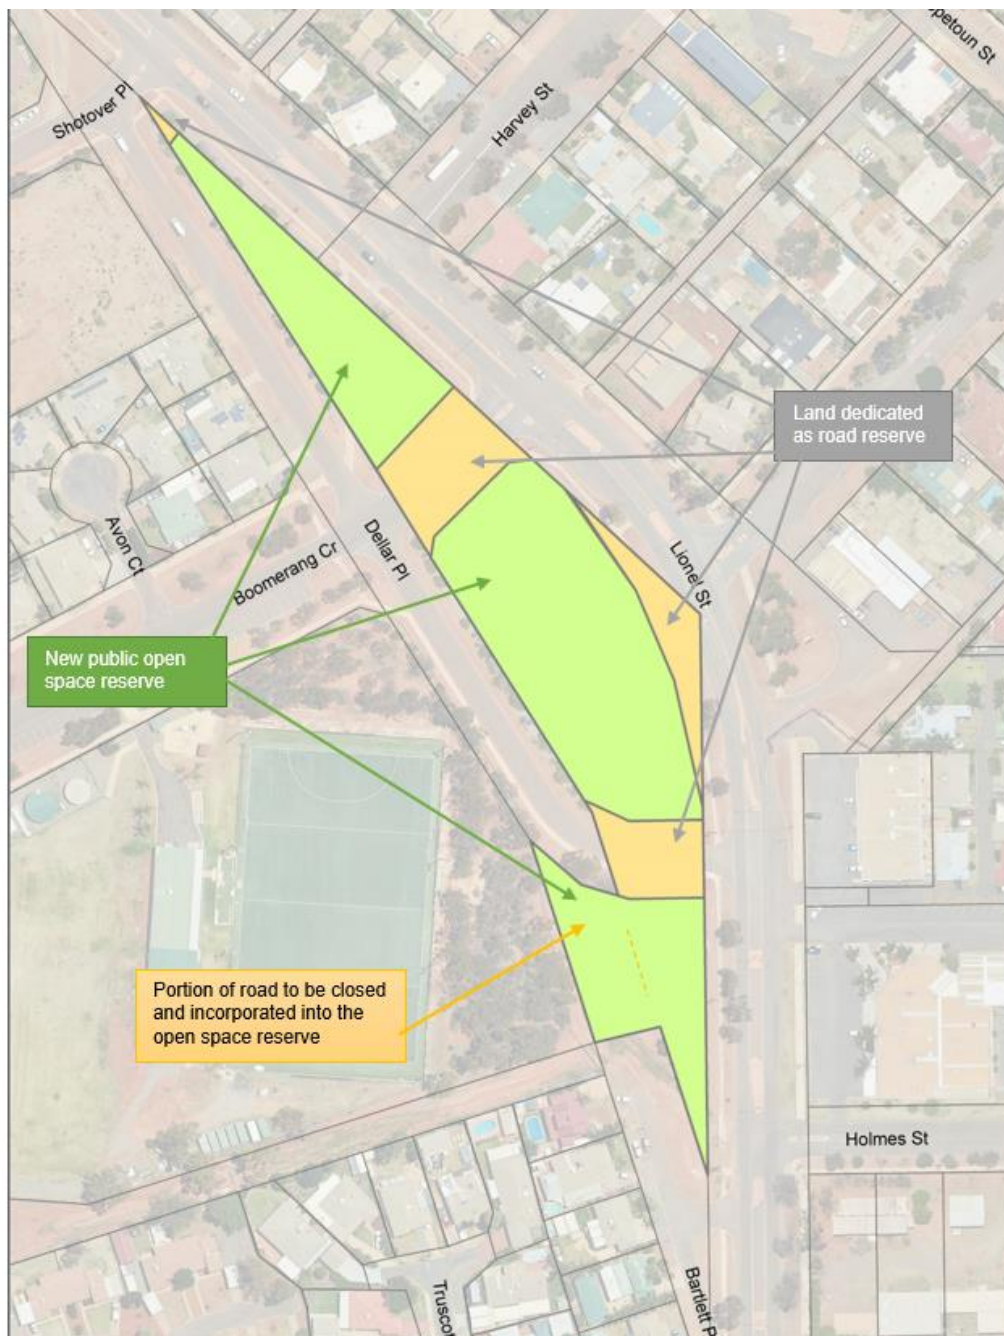 Shotover Pl
Harvey St
petoun St
Land dedicated
as road reserve
Avon Ct
Dellar Pl
Boomerang Cr
Lionel St
New public open
space reserve
Portion of road to be closed
and incorporated into the
open space reserve
Holmes St
Truscot
Bartlett P